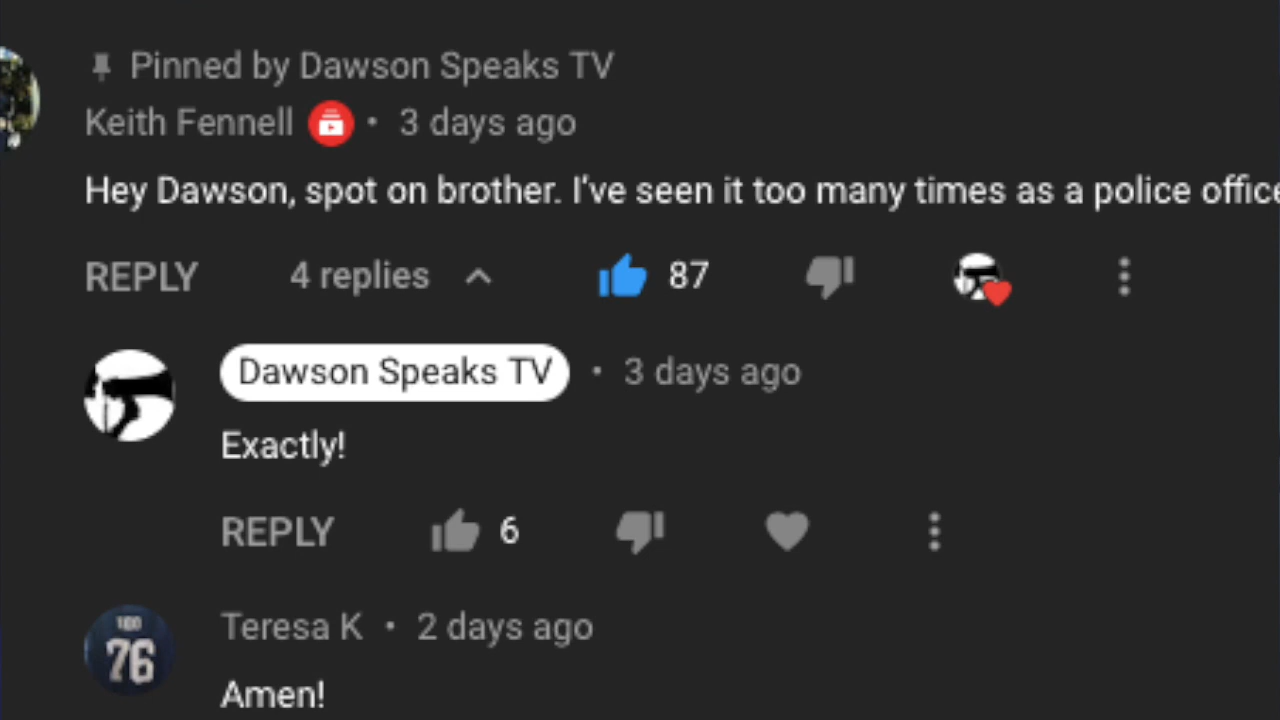 Pinned by Dawson Speaks TV
Keith Fennell • 3 days ago
Hey Dawson, spot on brother. I've seen it too many times as a police office
REPLY 4 replies 87
Dawson Speaks TV • 3 days ago
Exactly!
REPLY 6
Teresa K • 2 days ago
76
Amen!